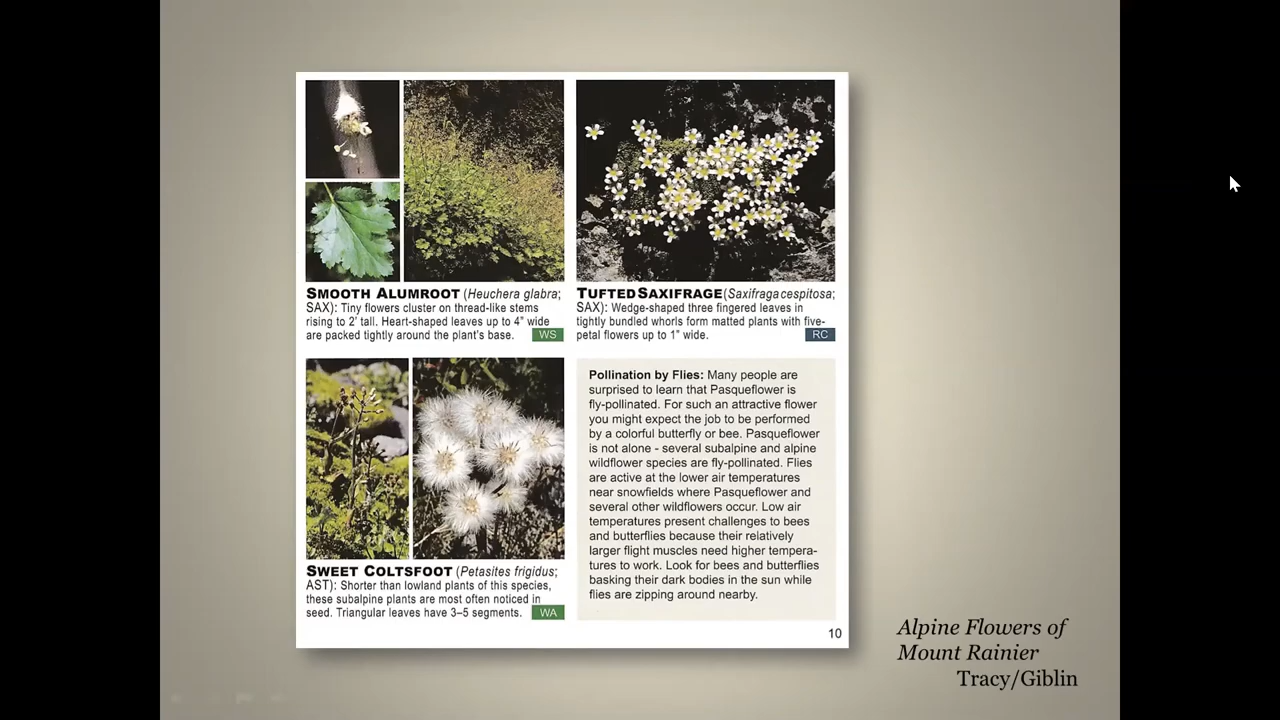 SMOOTH ALUMROOT (Heuchera glabra;
SAX): Tiny flowers cluster on thread-like stems
rising to 2' tall. Heart-shaped leaves up to 4" wide
are packed tightly around the plant's base. WS
TUFTED SAXIFRAGE (Saxifraga cespitosa;
SAX): Wedge-shaped three fingered leaves in
tightly bundled whorls form matted plants with five-
petal flowers up to 1" wide. RC
SWEET COLTSFOOT (Petasites frigidus;
AST): Shorter than lowland plants of this species,
these subalpine plants are most often noticed in
seed. Triangular leaves have 3–5 segments. WA
Pollination by Flies: Many people are
surprised to learn that Pasqueflower is
fly-pollinated. For such an attractive flower
you might expect the job to be performed
by a colorful butterfly or bee. Pasqueflower
is not alone - several subalpine and alpine
wildflower species are fly-pollinated. Flies
are active at the lower air temperatures
near snowfields where Pasqueflower and
several other wildflowers occur. Low air
temperatures present challenges to bees
and butterflies because their relatively
larger flight muscles need higher tempera-
tures to work. Look for bees and butterflies
basking their dark bodies in the sun while
flies are zipping around nearby.
10
Alpine Flowers of
Mount Rainier
Tracy/Giblin